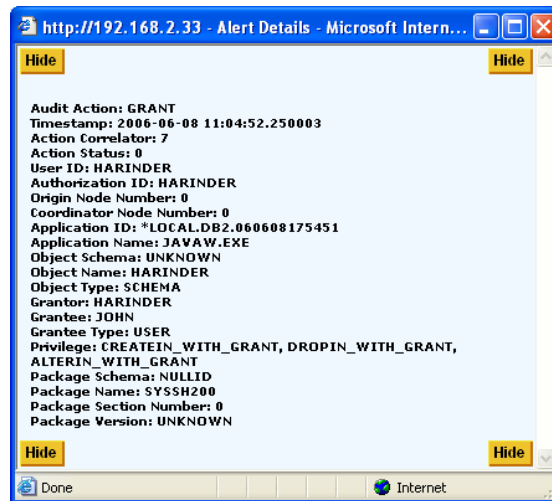 http://192.168.2.33 - Alert Details - Microsoft Intern...
Hide Hide
Audit Action: GRANT
Timestamp: 2006-06-08 11:04:52.250003
Action Correlator: 7
Action Status: 0
User ID: HARINDER
Authorization ID: HARINDER
Origin Node Number: 0
Coordinator Node Number: 0
Application ID: *LOCAL.DB2.060608175451
Application Name: JAVAW.EXE
Object Schema: UNKNOWN
Object Name: HARINDER
Object Type: SCHEMA
Grantor: HARINDER
Grantee: JOHN
Grantee Type: USER
Privilege: CREATEIN_WITH_GRANT, DROPIN_WITH_GRANT,
ALTERIN_WITH_GRANT
Package Schema: NULLID
Package Name: SYSSH200
Package Section Number: 0
Package Version: UNKNOWN
Hide Hide
Done Internet